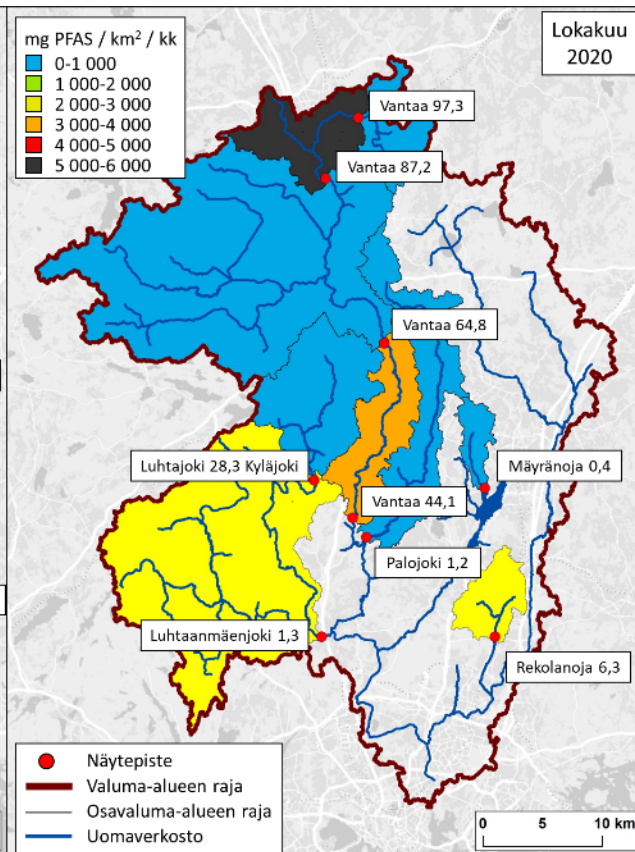 mg PFAS / km² / kk
0-1 000
1 000-2 000
2 000-3 000
3 000-4 000
4 000-5 000
5 000-6 000
Lokakuu
2020
Vantaa 97,3
Vantaa 87,2
Vantaa 64,8
Luhtajoki 28,3 Kyläjoki
Mäyränoja 0,4
Vantaa 44,1
Palojoki 1,2
Luhtaanmäenjoki 1,3
Rekolanoja 6,3
Näytepiste
Valuma-alueen raja
Osavaluma-alueen raja
Uomaverkosto
0 5 10 km